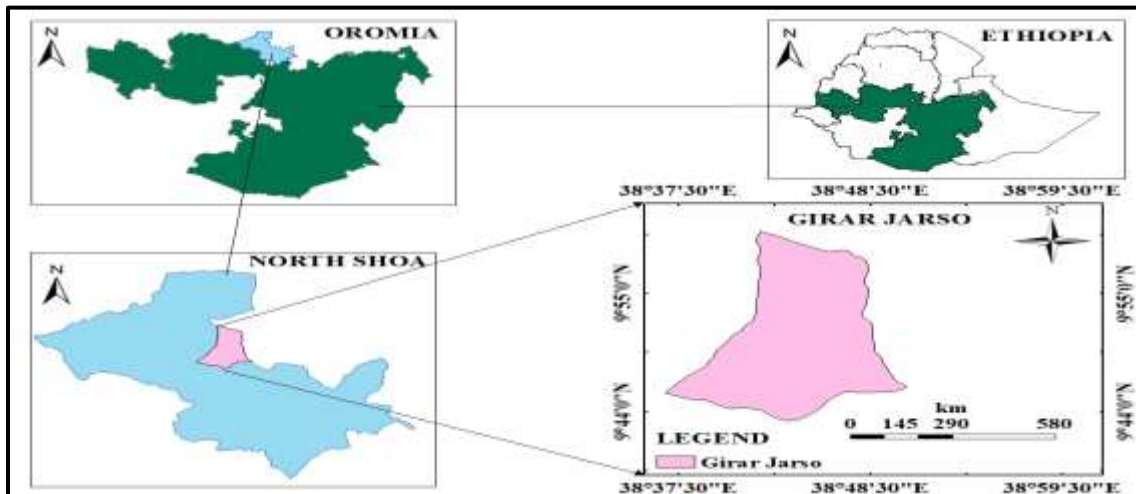 N
OROMIA
N
ETHIOPIA
38°37'30"E 38°48'30"E 38°59'30"E
N
NORTH SHOA
GIRAR JARSO
N
9°55'0"N
9°55'0"N
9°44'0"N
9°44'0"N
km
0 145 290 580
LEGEND
Girar Jarso
38°37'30"E 38°48'30"E 38°59'30"E